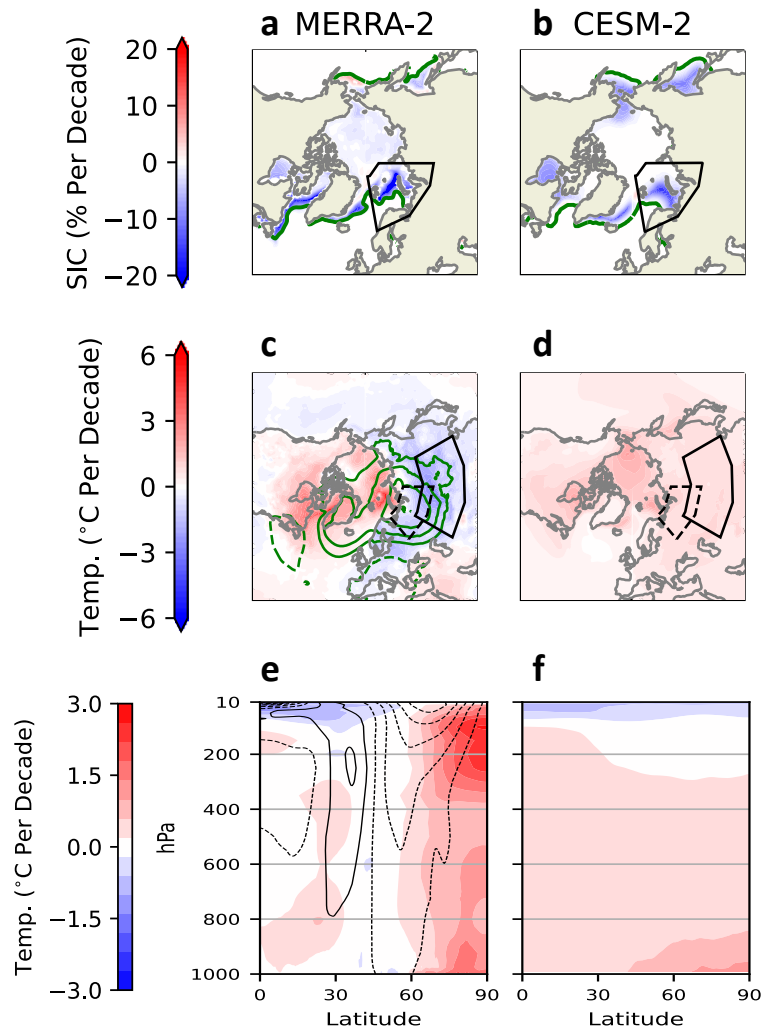 a MERRA-2
b CESM-2
SIC (% Per Decade)
20
10
0
−10
−20
c
d
Temp. (°C Per Decade)
6
3
0
−3
−6
e
f
Temp. (°C Per Decade)
3.0
1.5
0.0
−1.5
−3.0
hPa
10
200
400
600
800
1000
0 30 60 90
Latitude
0 30 60 90
Latitude